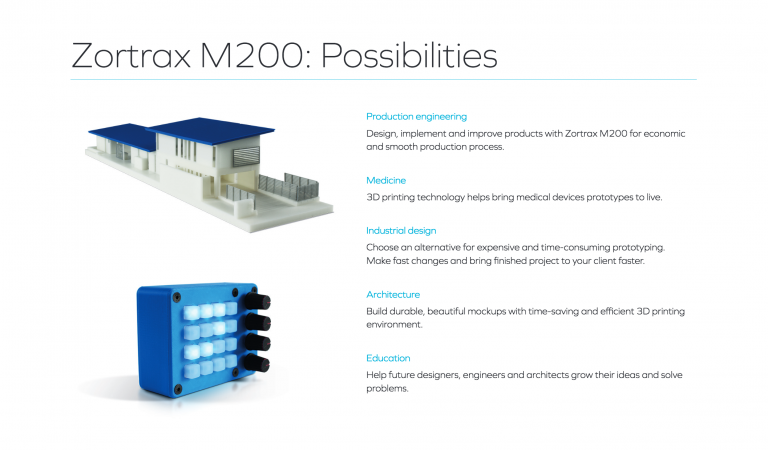 Zortrax M200: Possibilities
Production engineering
Design, implement and improve products with Zortrax M200 for economic
and smooth production process.
Medicine
3D printing technology helps bring medical devices prototypes to live.
Industrial design
Choose an alternative for expensive and time-consuming prototyping.
Make fast changes and bring finished project to your client faster.
Architecture
Build durable, beautiful mockups with time-saving and efficient 3D printing
environment.
Education
Help future designers, engineers and architects grow their ideas and solve
problems.